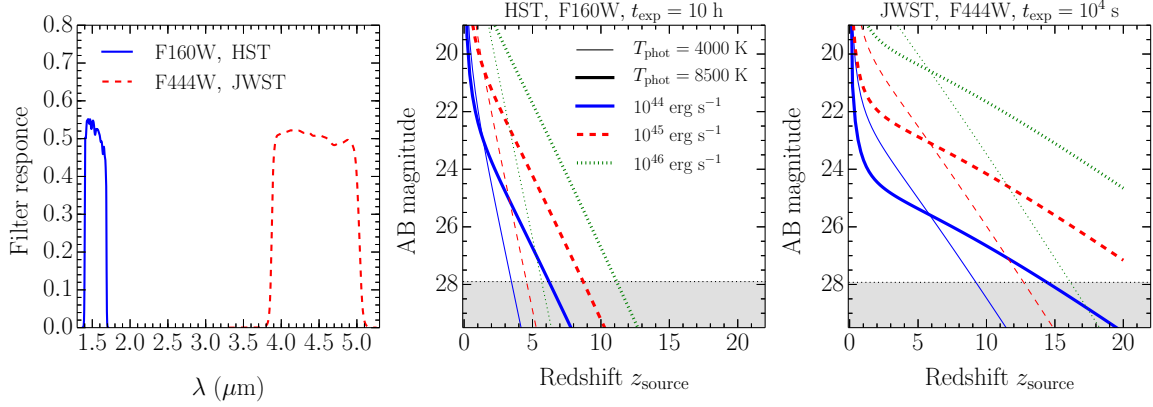 Filter responce
0.8
0.7
0.6
0.5
0.4
0.3
0.2
0.1
0.0
F160W, HST
F444W, JWST
1.5 2.0 2.5 3.0 3.5 4.0 4.5 5.0
λ (μm)
HST, F160W, t_exp = 10 h
AB magnitude
20
22
24
26
28
T_phot = 4000 K
T_phot = 8500 K
10^44 erg s^−1
10^45 erg s^−1
10^46 erg s^−1
0 5 10 15 20
Redshift z_source
JWST, F444W, t_exp = 10^4 s
AB magnitude
20
22
24
26
28
0 5 10 15 20
Redshift z_source